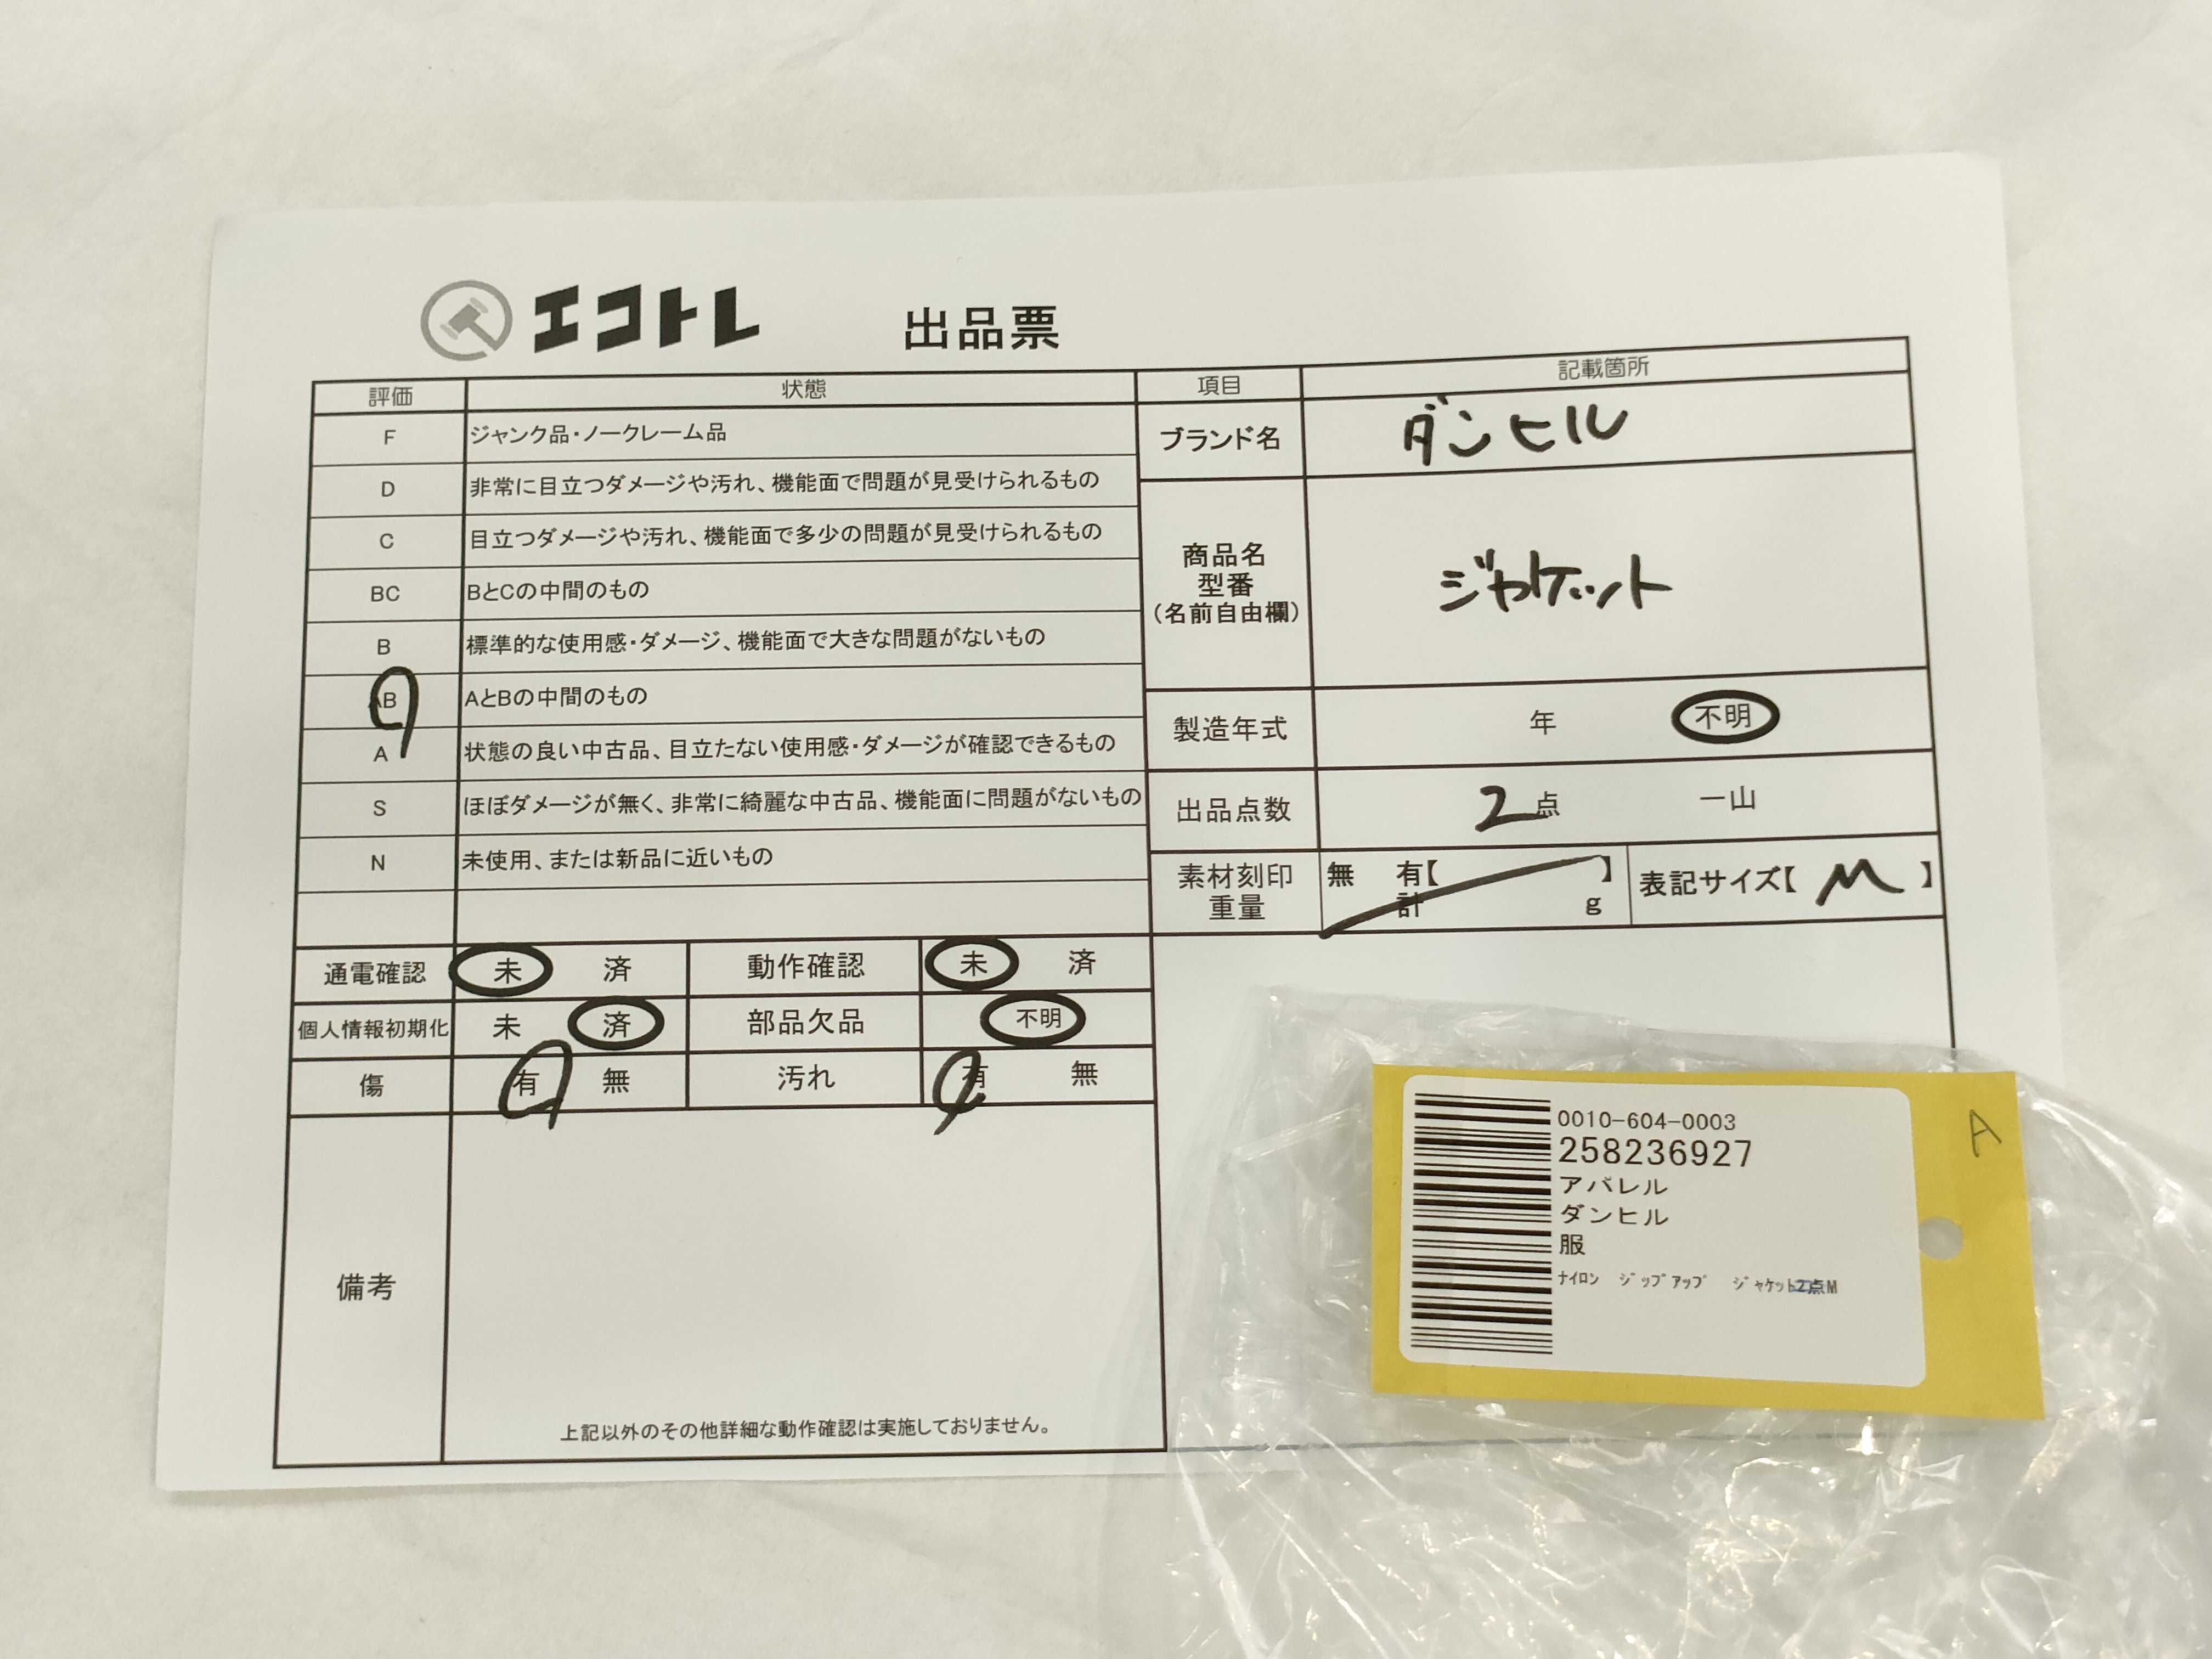 エコトレ 出品票
評価 状態
F ジャンク品・ノークレーム品
D 非常に目立つダメージや汚れ、機能面で問題が見受けられるもの
C 目立つダメージや汚れ、機能面で多少の問題が見受けられるもの
BC BとCの中間のもの
B 標準的な使用感・ダメージ、機能面で大きな問題がないもの
AB AとBの中間のもの
A 状態の良い中古品、目立たない使用感・ダメージが確認できるもの
S ほぼダメージが無く、非常に綺麗な中古品、機能面に問題がないもの
N 未使用、または新品に近いもの
項目 記載箇所
ブランド名 ダンヒル
商品名
型番
(名前自由欄)
ジャケット
製造年式 年 不明
出品点数 2点 一山
素材刻印 無 有【 】
重量 計 g
表記サイズ【 M 】
通電確認 未 済 動作確認 未 済
個人情報初期化 未 済 部品欠品 不明
傷 有 無 汚れ 有 無
備考
上記以外のその他詳細な動作確認は実施しておりません。
0010-604-0003
258236927
アパレル
ダンヒル
服
ﾅｲﾛﾝ ｼﾞｯﾌﾟｱｯﾌﾟ ｼﾞｬｹｯﾄ2点M
A